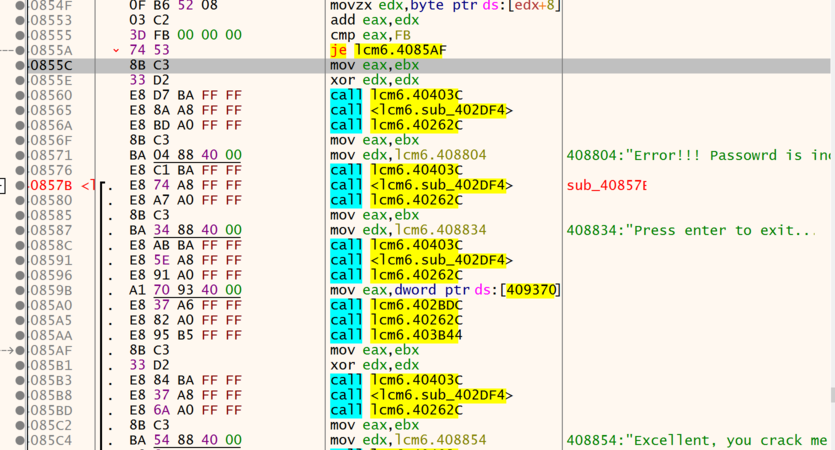 0854F 0F B6 52 08 movzx edx,byte ptr ds:[edx+8]
08553 03 C2 add eax,edx
08555 3D FB 00 00 00 cmp eax,FB
0855A 74 53 je lcm6.4085AF
0855C 8B C3 mov eax,ebx
0855E 33 D2 xor edx,edx
08560 E8 D7 BA FF FF call lcm6.40403C
08565 E8 8A A8 FF FF call <lcm6.sub_402DF4>
0856A E8 BD A0 FF FF call lcm6.40262C
0856F 8B C3 mov eax,ebx
08571 BA 04 88 40 00 mov edx,lcm6.408804 408804:"Error!!! Passowrd is inc
08576 E8 C1 BA FF FF call lcm6.40403C
0857B <l E8 74 A8 FF FF call <lcm6.sub_402DF4> sub_40857B
08580 E8 A7 A0 FF FF call lcm6.40262C
08585 8B C3 mov eax,ebx
08587 BA 34 88 40 00 mov edx,lcm6.408834 408834:"Press enter to exit...
0858C E8 AB BA FF FF call lcm6.40403C
08591 E8 5E A8 FF FF call <lcm6.sub_402DF4>
08596 E8 91 A0 FF FF call lcm6.40262C
0859B A1 70 93 40 00 mov eax,dword ptr ds:[409370]
085A0 E8 37 A6 FF FF call lcm6.402BDC
085A5 E8 82 A0 FF FF call lcm6.40262C
085AA E8 95 B5 FF FF call lcm6.403B44
085AF 8B C3 mov eax,ebx
085B1 33 D2 xor edx,edx
085B3 E8 84 BA FF FF call lcm6.40403C
085B8 E8 37 A8 FF FF call <lcm6.sub_402DF4>
085BD E8 6A A0 FF FF call lcm6.40262C
085C2 8B C3 mov eax,ebx
085C4 BA 54 88 40 00 mov edx,lcm6.408854 408854:"Excellent, you crack me